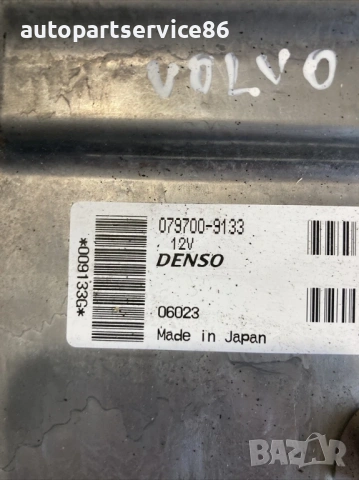 autopartservice86
VOLVO
079700-9133
12V
DENSO
*009133G*
06023
Made in Japan
BAZAR